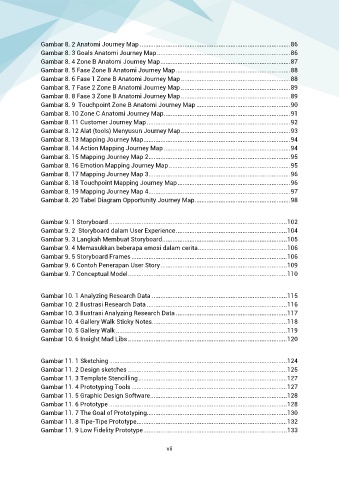 Gambar 8. 2 Anatomi Journey Map 86
Gambar 8. 3 Goals Anatomi Journey Map 86
Gambar 8. 4 Zone B Anatomi Journey Map 87
Gambar 8. 5 Fase Zone B Anatomi Journey Map 88
Gambar 8. 6 Fase 1 Zone B Anatomi Journey Map 88
Gambar 8. 7 Fase 2 Zone B Anatomi Journey Map 89
Gambar 8. 8 Fase 3 Zone B Anatomi Journey Map 89
Gambar 8. 9 Touchpoint Zone B Anatomi Journey Map 90
Gambar 8. 10 Zone C Anatomi Journey Map 91
Gambar 8. 11 Customer Journey Map 92
Gambar 8. 12 Alat (tools) Menyusun Journey Map 93
Gambar 8. 13 Mapping Journey Map 94
Gambar 8. 14 Action Mapping Journey Map 94
Gambar 8. 15 Mapping Journey Map 2 95
Gambar 8. 16 Emotion Mapping Journey Map 95
Gambar 8. 17 Mapping Journey Map 3 96
Gambar 8. 18 Touchpoint Mapping Journey Map 96
Gambar 8. 19 Mapping Journey Map 4 97
Gambar 8. 20 Tabel Diagram Opportunity Journey Map 98
Gambar 9. 1 Storyboard 102
Gambar 9. 2 Storyboard dalam User Experience 104
Gambar 9. 3 Langkah Membuat Storyboard 105
Gambar 9. 4 Memasukkan beberapa emosi dalam cerita 106
Gambar 9. 5 Storyboard Frames 106
Gambar 9. 6 Contoh Penerapan User Story 109
Gambar 9. 7 Conceptual Model 110
Gambar 10. 1 Analyzing Research Data 115
Gambar 10. 2 Ilustrasi Research Data 116
Gambar 10. 3 Ilustrasi Analyzing Research Data 117
Gambar 10. 4 Gallery Walk Sticky Notes 118
Gambar 10. 5 Gallery Walk 119
Gambar 10. 6 Insight Mad Libs 120
Gambar 11. 1 Sketching 124
Gambar 11. 2 Design sketches 125
Gambar 11. 3 Template Stenciling 127
Gambar 11. 4 Prototyping Tools 127
Gambar 11. 5 Graphic Design Software 128
Gambar 11. 6 Prototype 128
Gambar 11. 7 The Goal of Prototyping 130
Gambar 11. 8 Tipe-Tipe Prototype 132
Gambar 11. 9 Low Fidelity Prototype 133
vii